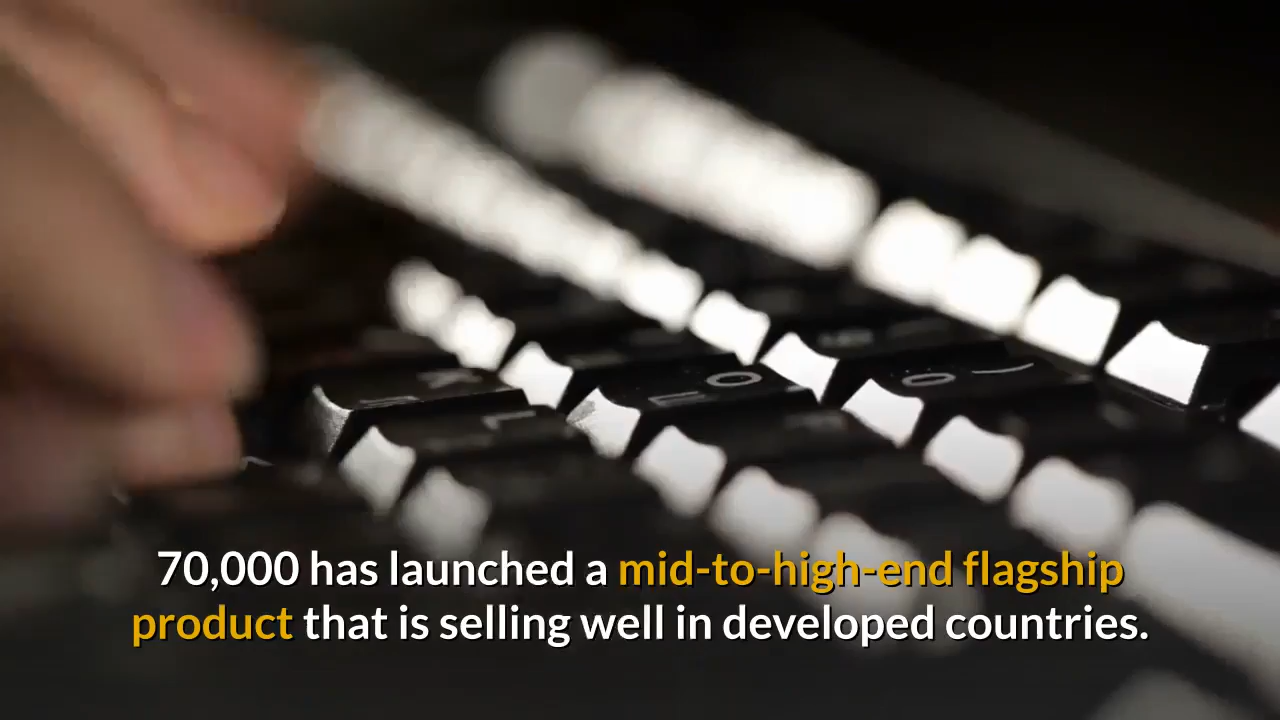 70,000 has launched a mid-to-high-end flagship
product that is selling well in developed countries.